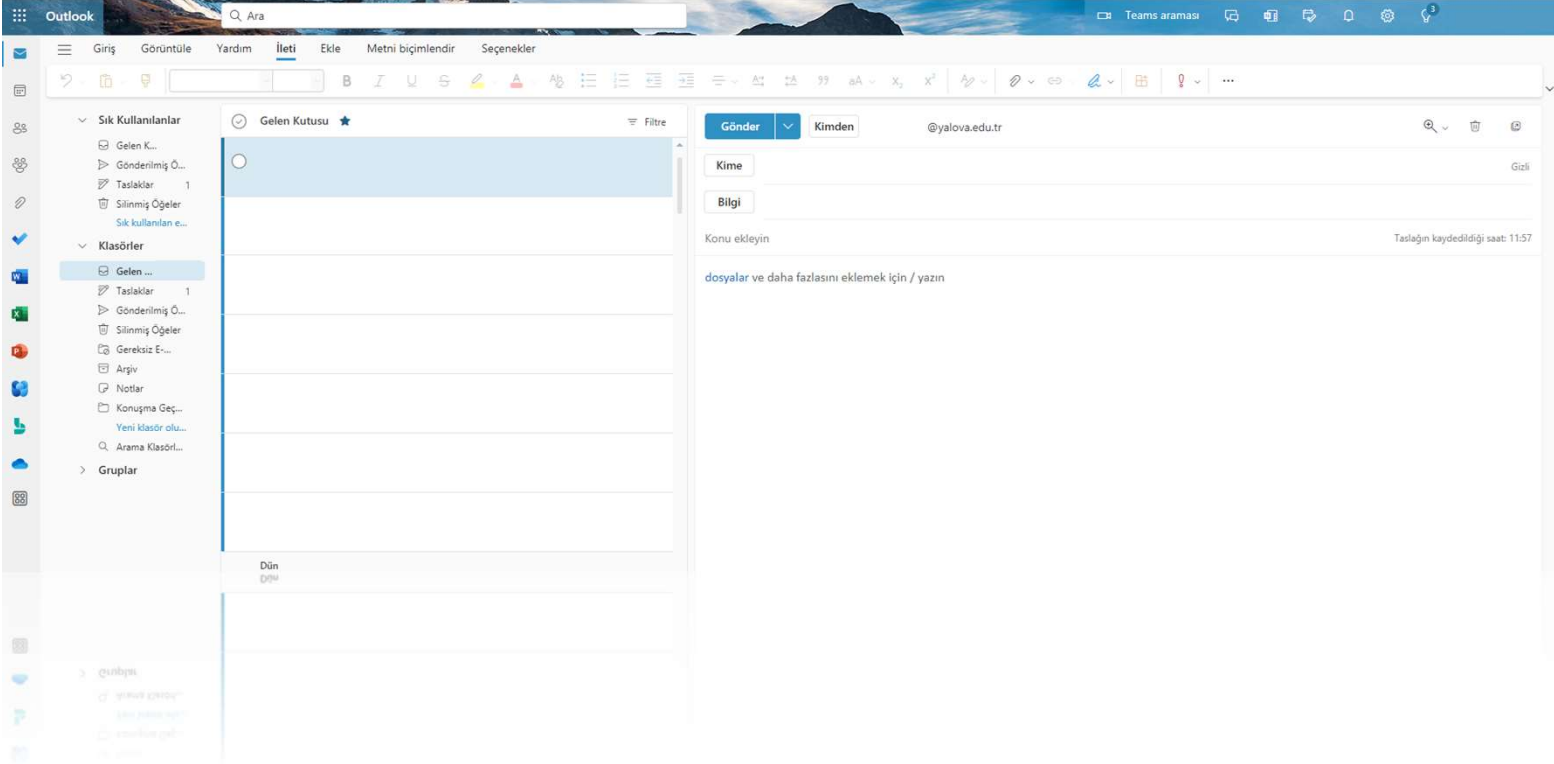 Outlook
Ara
Teams araması
3
Giriş Görüntüle Yardım İleti Ekle Metni biçimlendir Seçenekler
Sık Kullanılanlar
Gelen K...
Gönderilmiş Ö...
Taslaklar 1
Silinmiş Öğeler
Sık kullanılan e...
Klasörler
Gelen ...
Taslaklar 1
Gönderilmiş Ö...
Silinmiş Öğeler
Gereksiz E-...
Arşiv
Notlar
Konuşma Geç...
Yeni klasör olu...
Arama Klasörl...
Gruplar
Gelen Kutusu
Filtre
Dün
Gönder Kimden @yalova.edu.tr
Kime Gizli
Bilgi
Konu ekleyin Taslağın kaydedildiği saat: 11:57
dosyalar ve daha fazlasını eklemek için / yazın